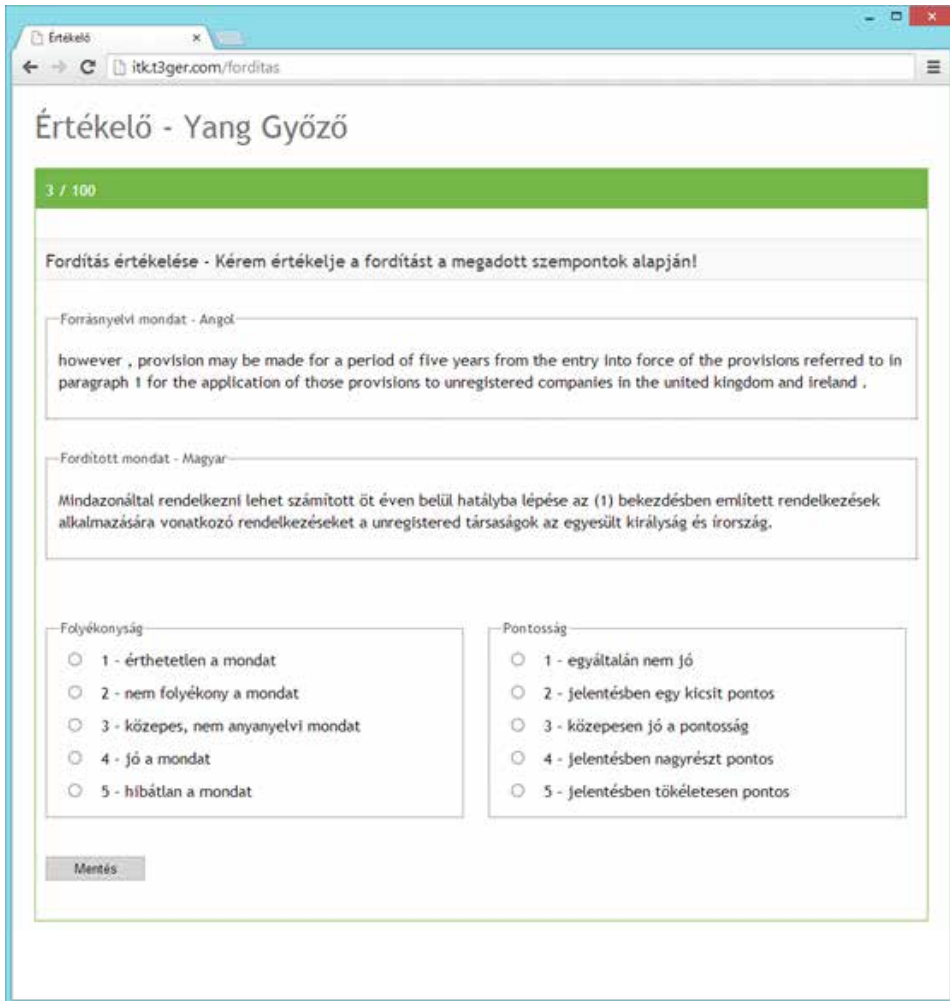 Értékelő
itk.t3ger.com/forditas
Értékelő - Yang Győző
3 / 100
Fordítás értékelése - Kérem értékelje a fordítást a megadott szempontok alapján!
Forrásnyelvi mondat - Angol
however , provision may be made for a period of five years from the entry into force of the provisions referred to in
paragraph 1 for the application of those provisions to unregistered companies in the united kingdom and ireland .
Fordított mondat - Magyar
Mindazonáltal rendelkezni lehet számított öt éven belül hatályba lépése az (1) bekezdésben említett rendelkezések
alkalmazására vonatkozó rendelkezéseket a unregistered társaságok az egyesült királyság és írország.
Folyékonyság
1 - érthetetlen a mondat
2 - nem folyékony a mondat
3 - közepes, nem anyanyelvi mondat
4 - jó a mondat
5 - hibátlan a mondat
Pontosság
1 - egyáltalán nem jó
2 - jelentésben egy kicsit pontos
3 - közepesen jó a pontosság
4 - jelentésben nagyrészt pontos
5 - jelentésben tökéletesen pontos
Mentés